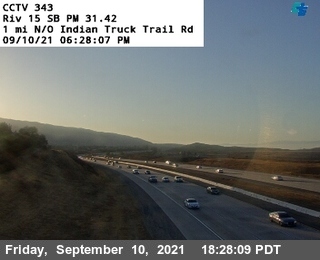 CCTV 343
Riv 15 SB PM 31.42
1 mi N/O Indian Truck Trail Rd
09/10/21 06:28:07 PM
Friday, September 10, 2021 18:28:09 PDT